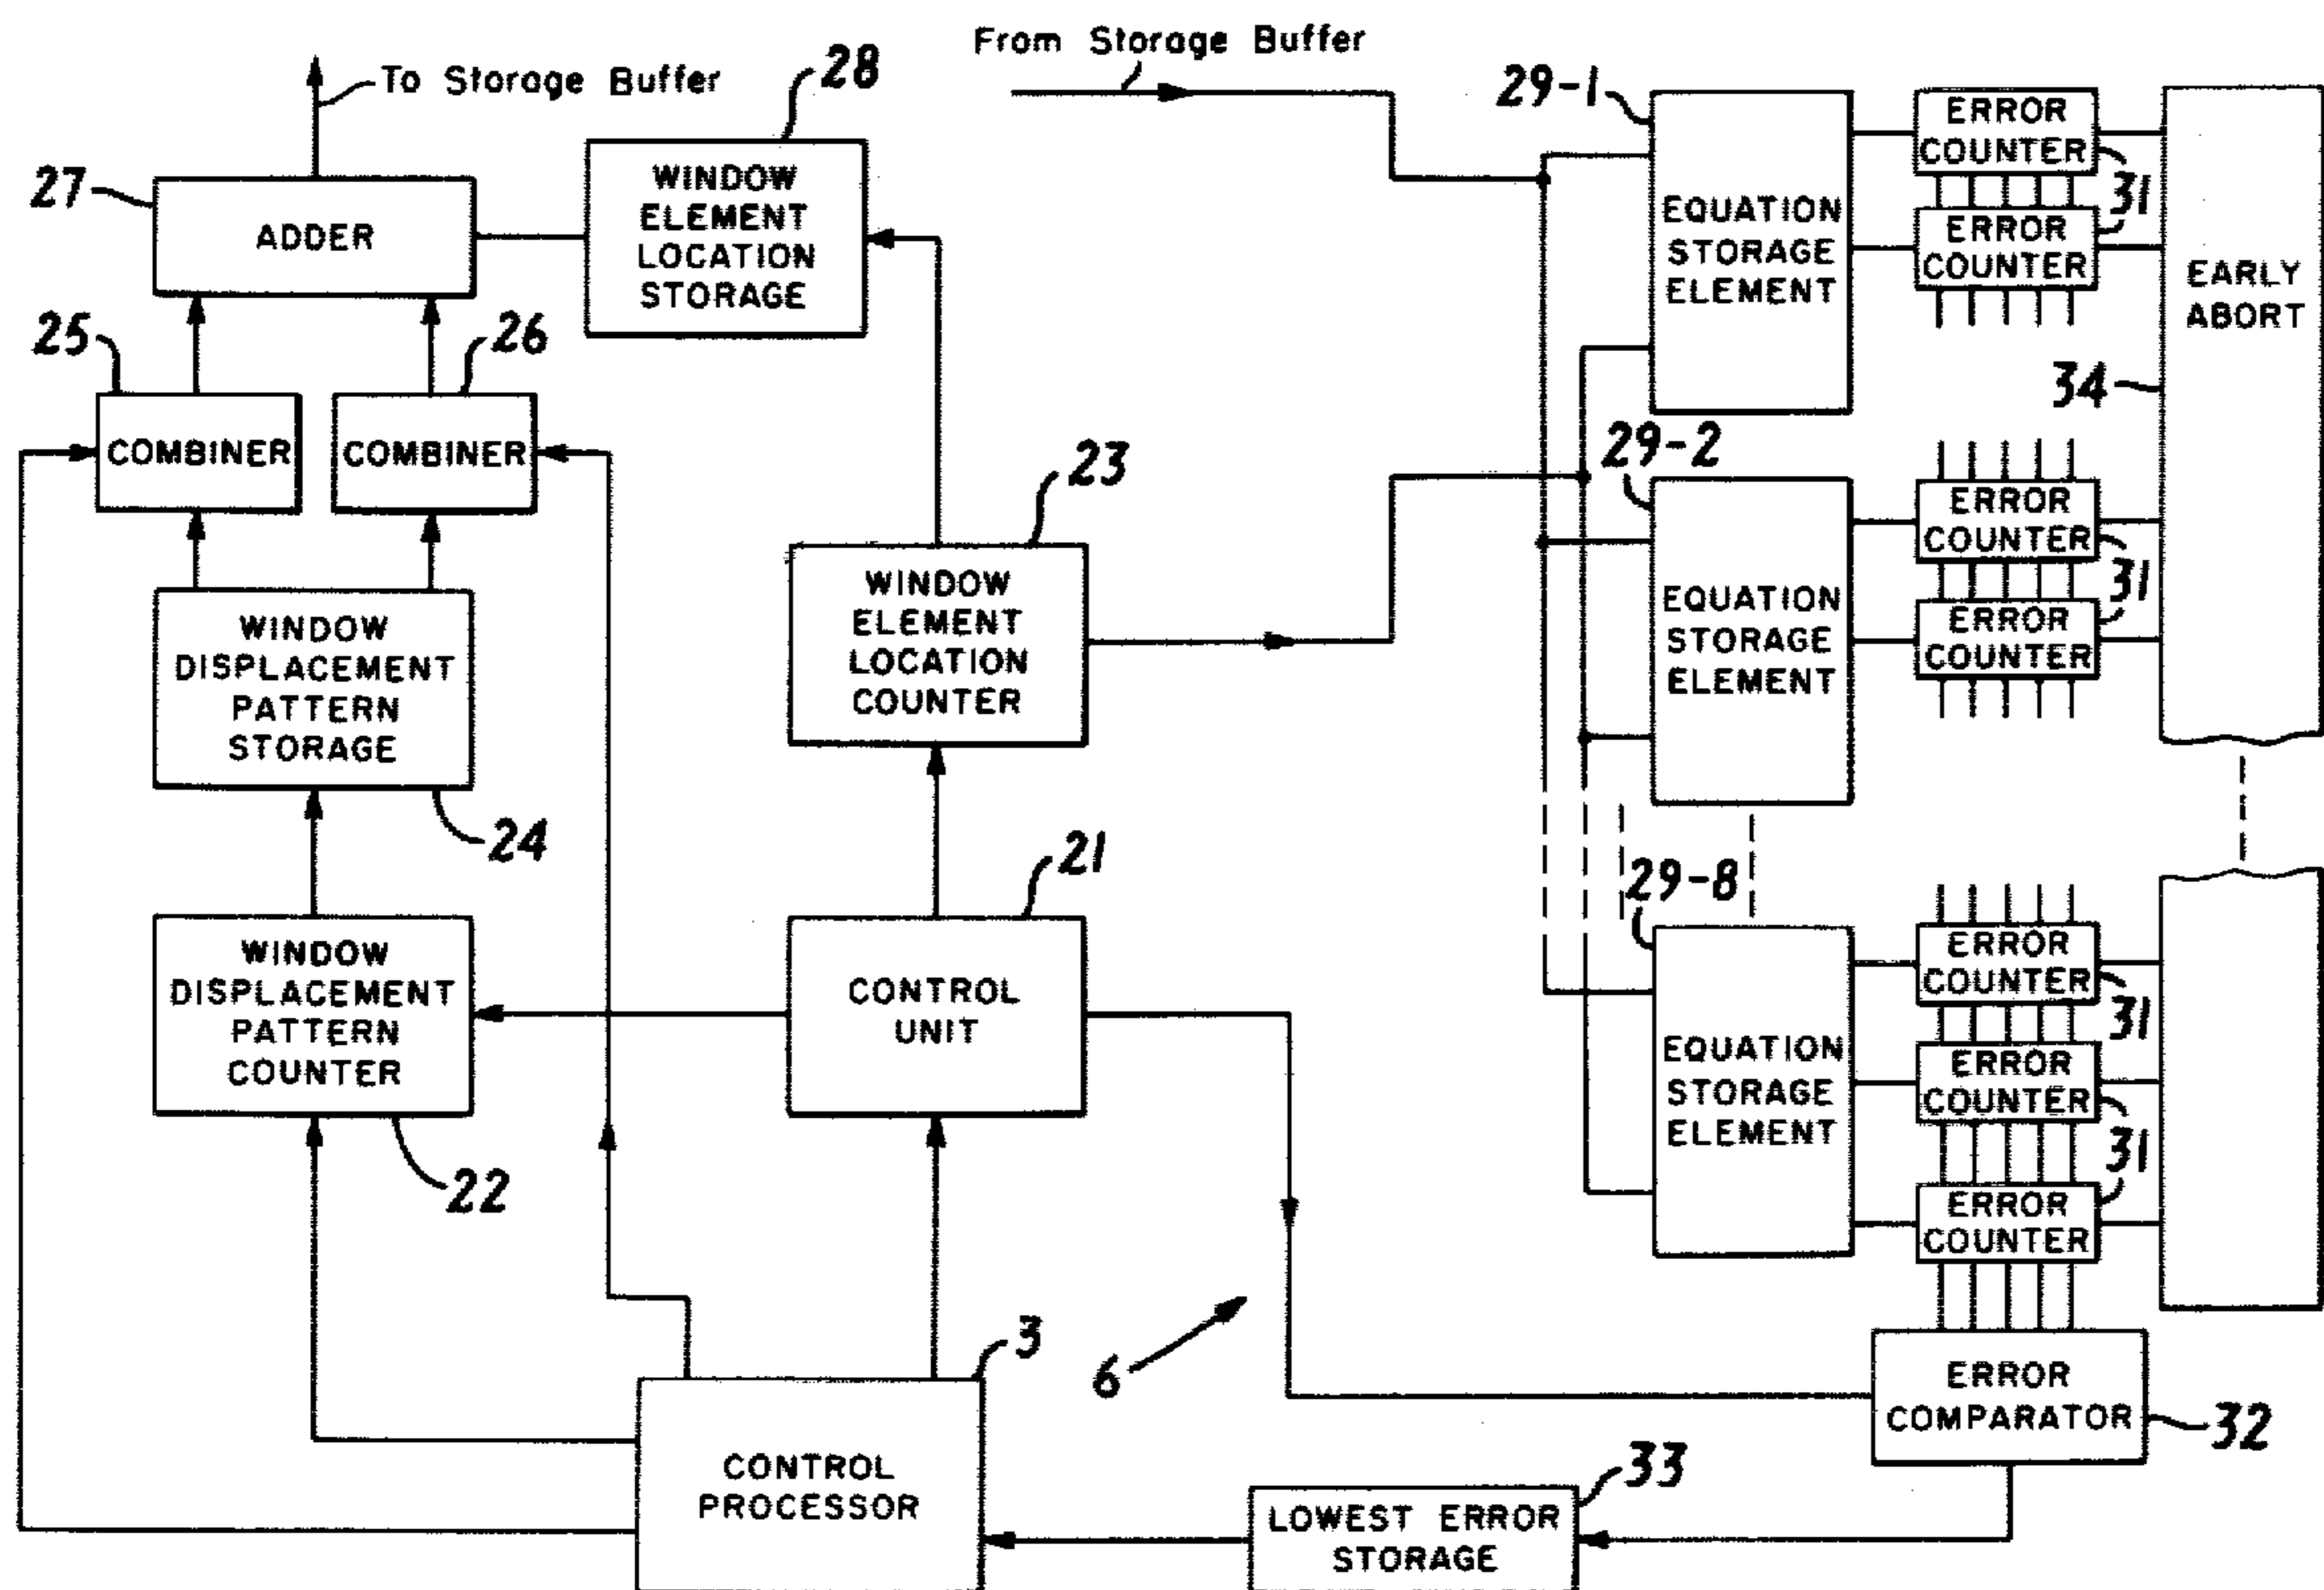 From Storage Buffer
To Storage Buffer
28
29-1
27
ADDER
WINDOW
ELEMENT
LOCATION
STORAGE
EQUATION
STORAGE
ELEMENT
ERROR
COUNTER
31
ERROR
COUNTER
EARLY
ABORT
34
25
26
COMBINER
COMBINER
23
29-2
WINDOW
ELEMENT
LOCATION
COUNTER
EQUATION
STORAGE
ELEMENT
ERROR
COUNTER
31
ERROR
COUNTER
WINDOW
DISPLACEMENT
PATTERN
STORAGE
24
21
29-8
WINDOW
DISPLACEMENT
PATTERN
COUNTER
22
CONTROL
UNIT
EQUATION
STORAGE
ELEMENT
ERROR
COUNTER
31
ERROR
COUNTER
31
ERROR
COUNTER
3
6
ERROR
COMPARATOR
32
CONTROL
PROCESSOR
33
LOWEST ERROR
STORAGE